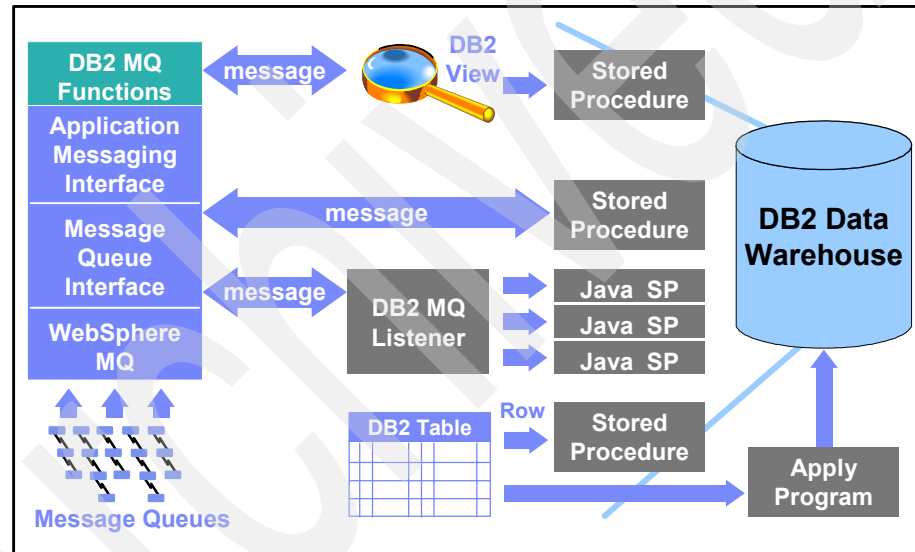 DB2 MQ
Functions
Application
Messaging
Interface
Message
Queue
Interface
WebSphere
MQ
Message Queues
message
DB2
View
Stored
Procedure
message
Stored
Procedure
message
DB2 MQ
Listener
Java SP
Java SP
Java SP
DB2 Table
Row
Stored
Procedure
Apply
Program
DB2 Data
Warehouse